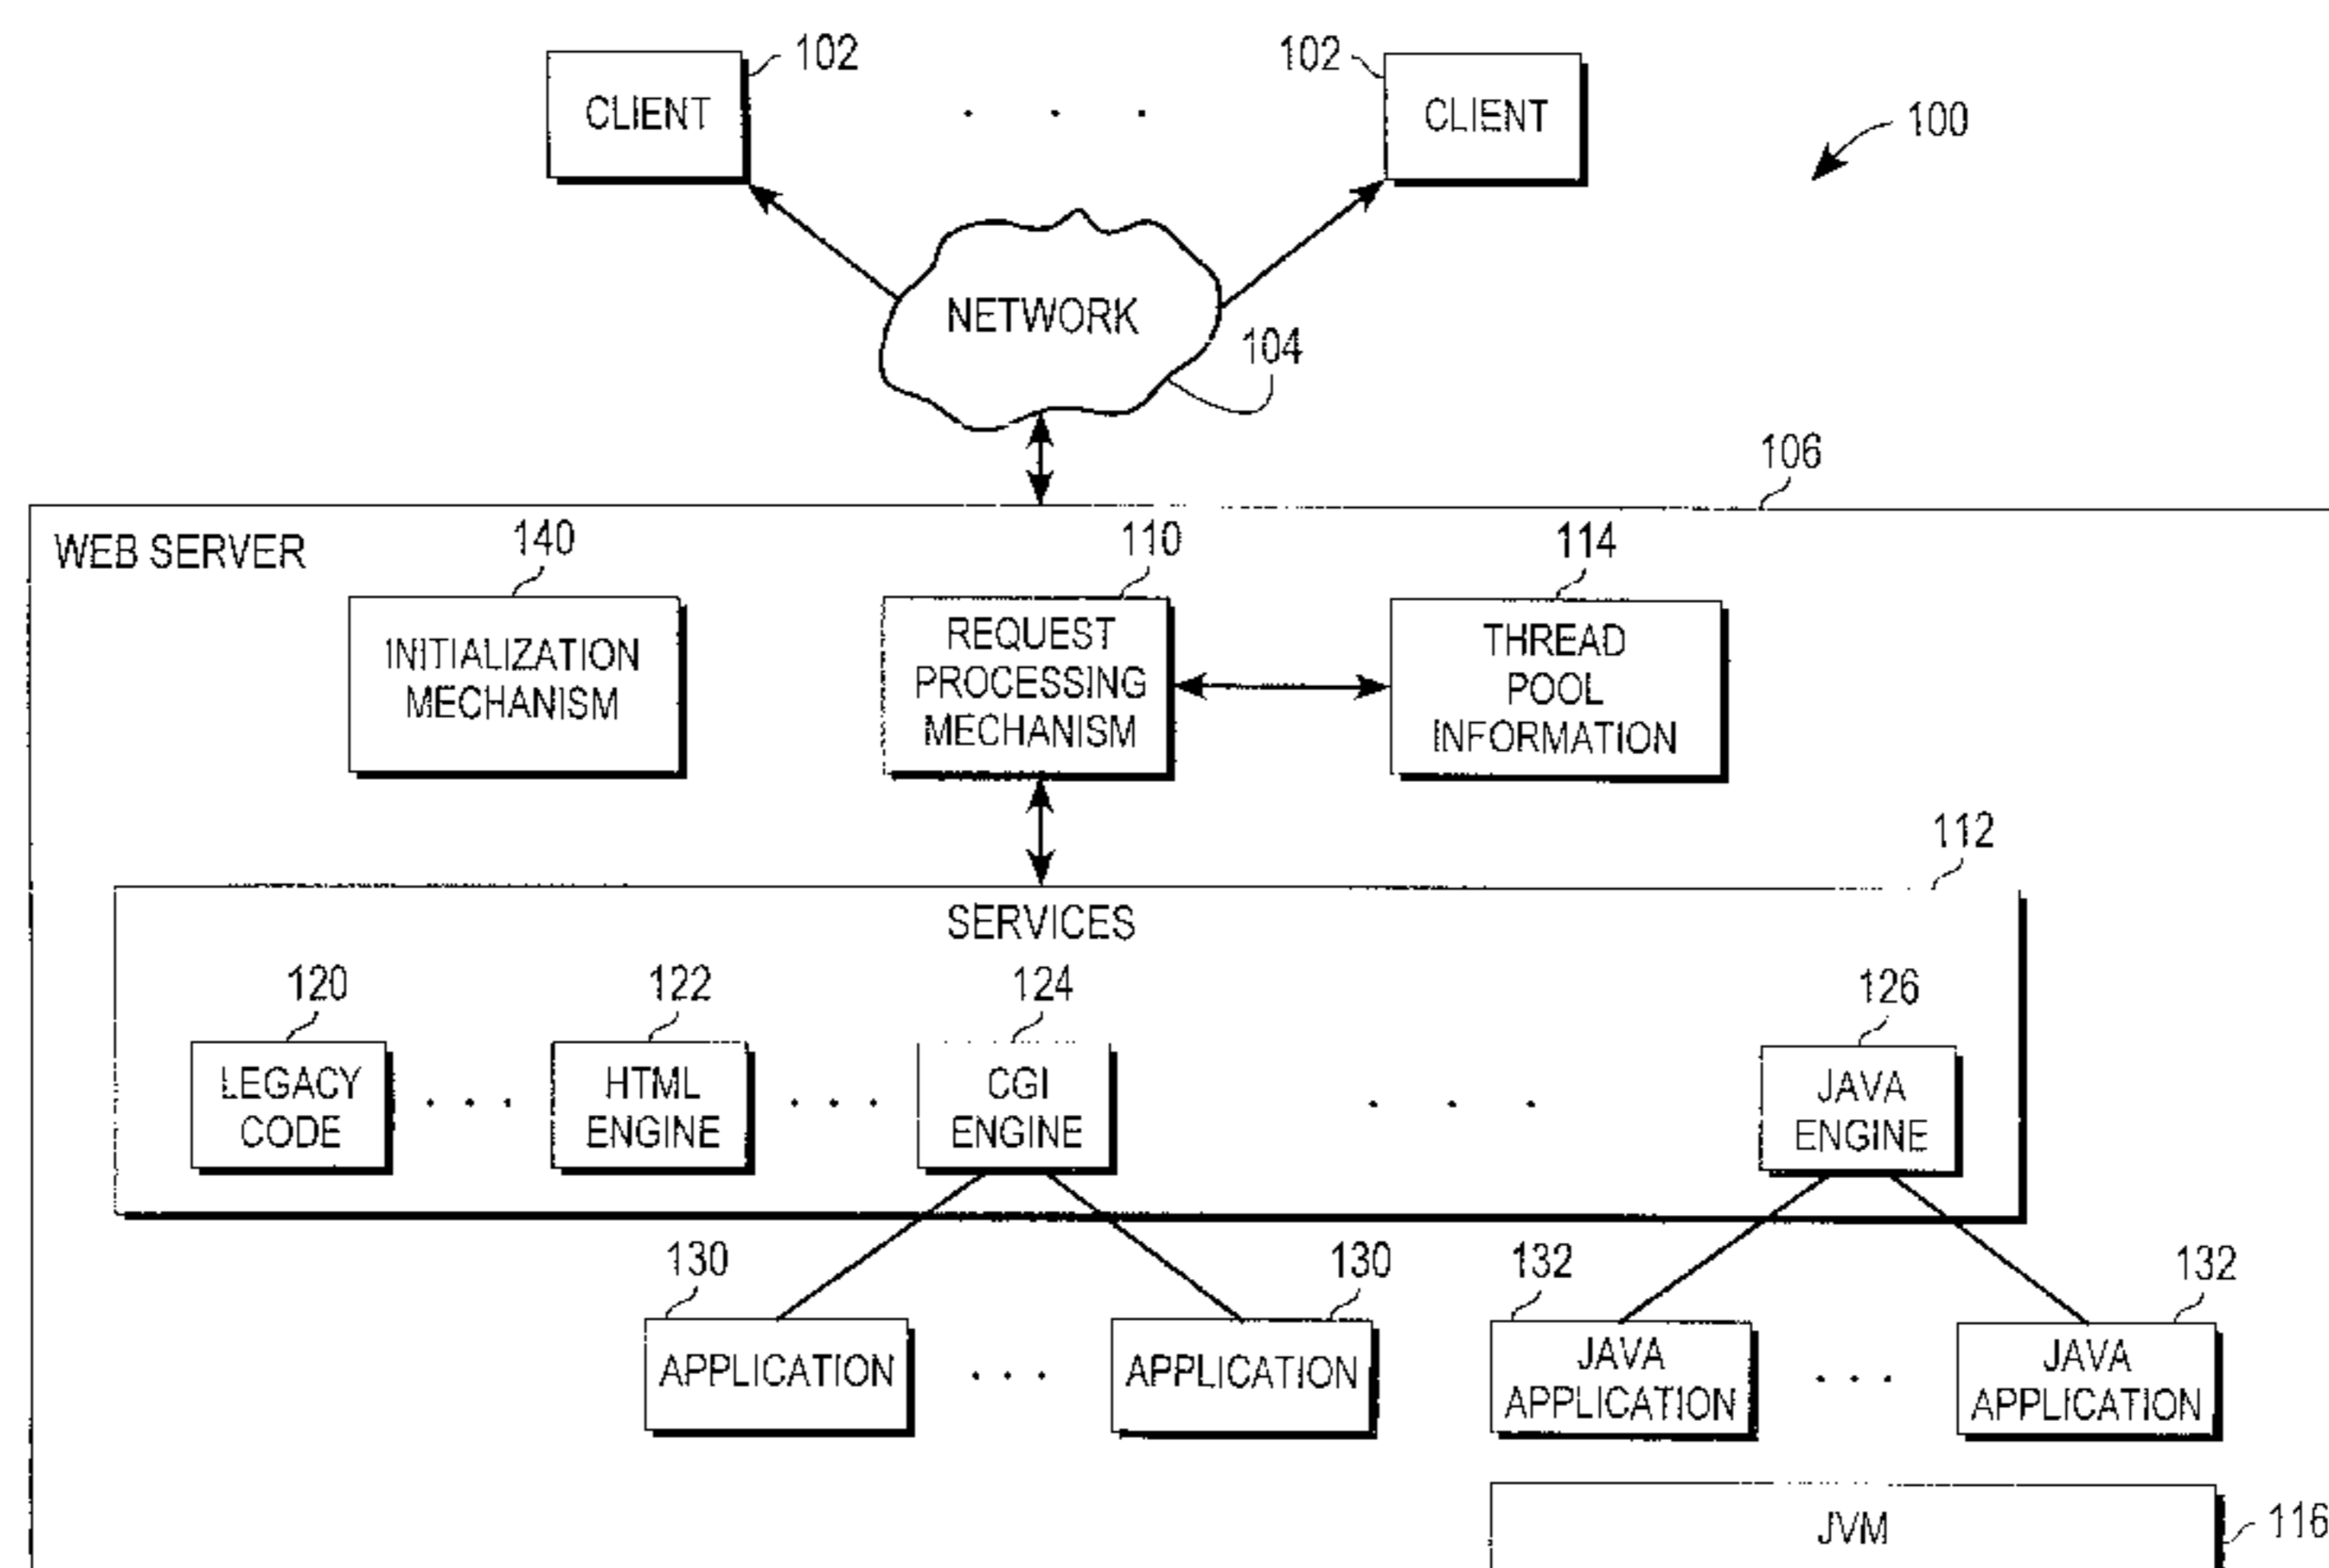 102
102
CLIENT
. . .
CLIENT
100
NETWORK
104
106
WEB SERVER
140
110
114
INITIALIZATION
MECHANISM
REQUEST
PROCESSING
MECHANISM
THREAD
POOL
INFORMATION
112
SERVICES
120
122
124
126
LEGACY
CODE
. . .
HTML
ENGINE
. . .
CGI
ENGINE
. . .
JAVA
ENGINE
130
130
132
132
APPLICATION
. . .
APPLICATION
JAVA
APPLICATION
. . .
JAVA
APPLICATION
JVM
116